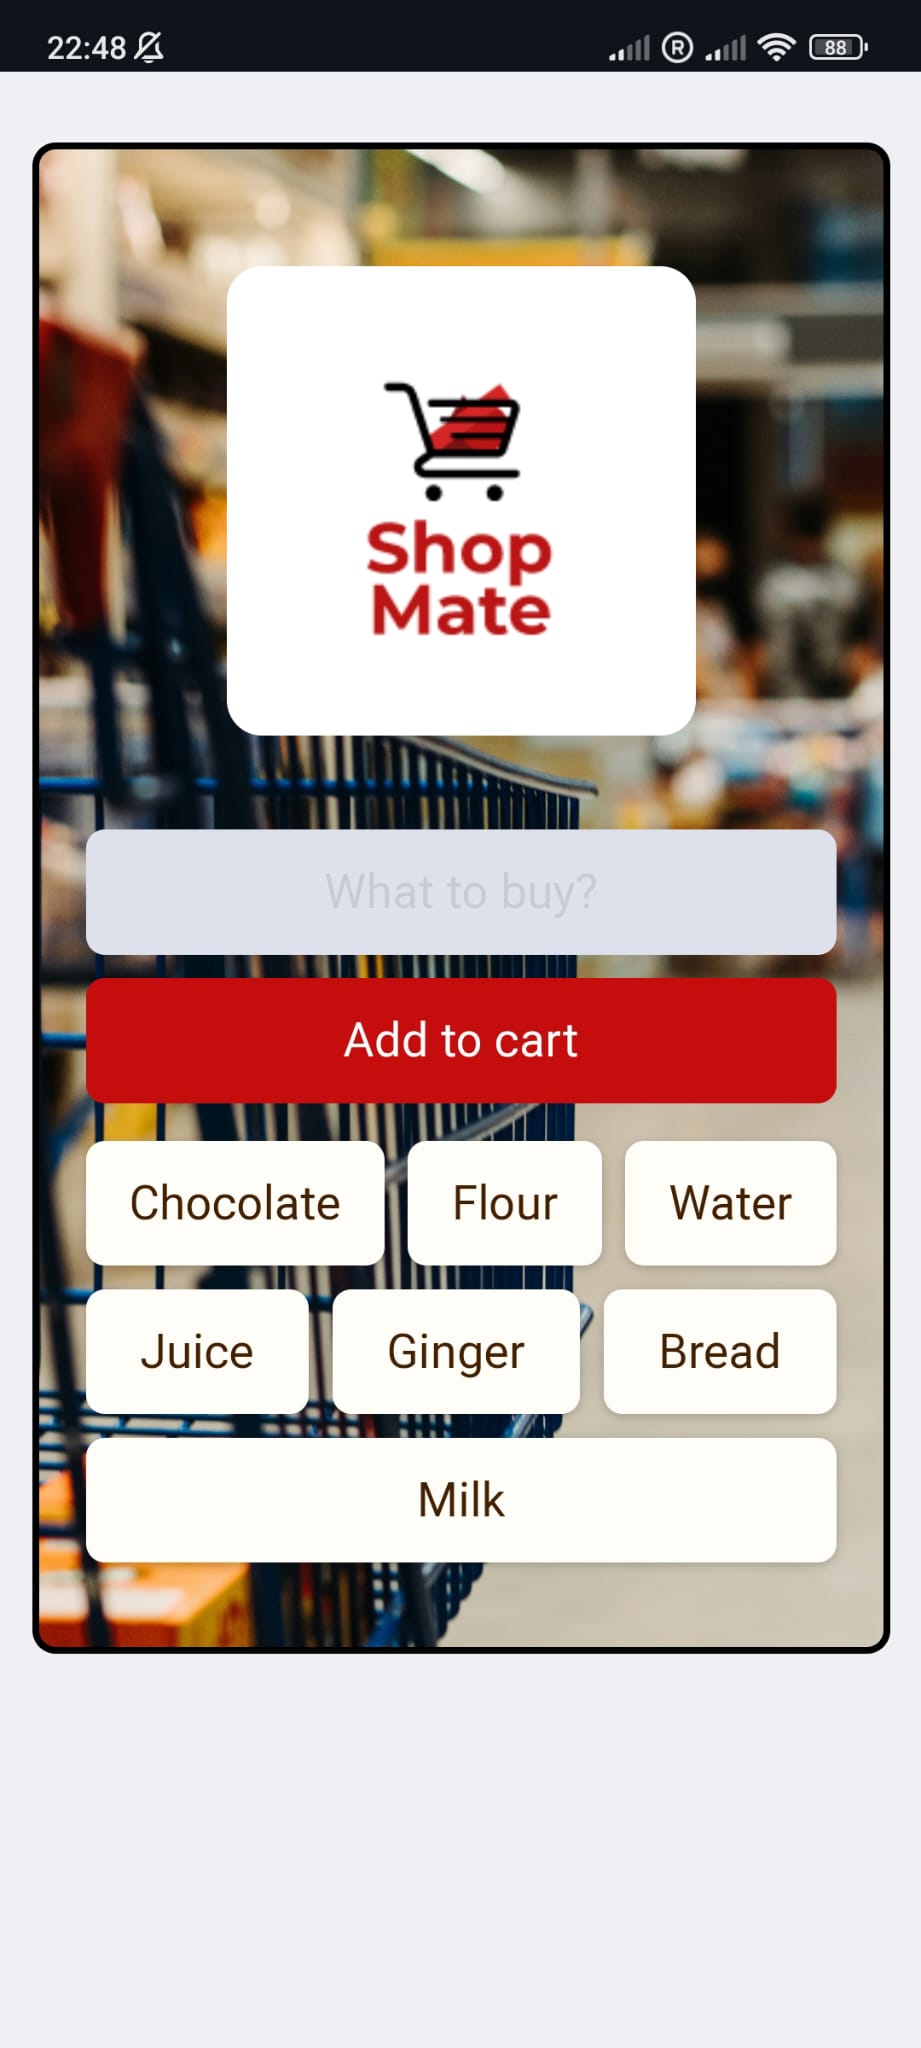 22:48
R
88
Shop
Mate
What to buy?
Add to cart
Chocolate Flour Water
Juice Ginger Bread
Milk